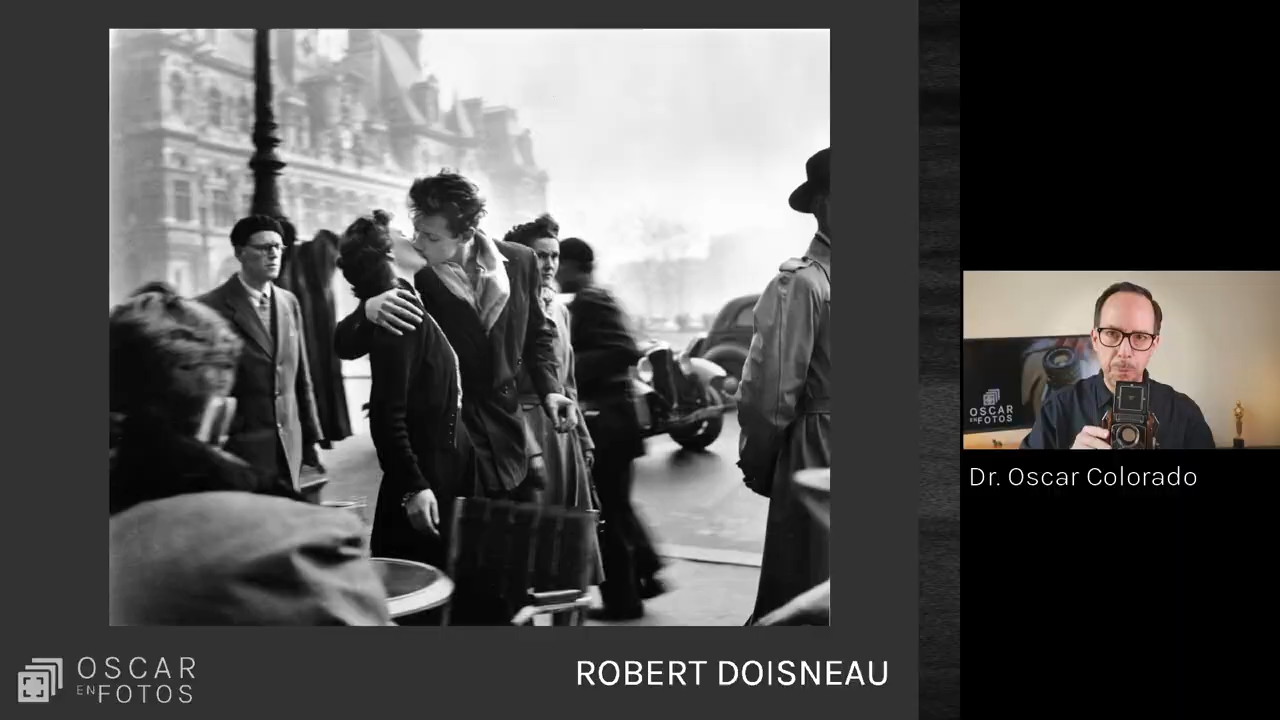 OSCAR
EN FOTOS
ROBERT DOISNEAU
OSCAR
EN FOTOS
Dr. Oscar Colorado